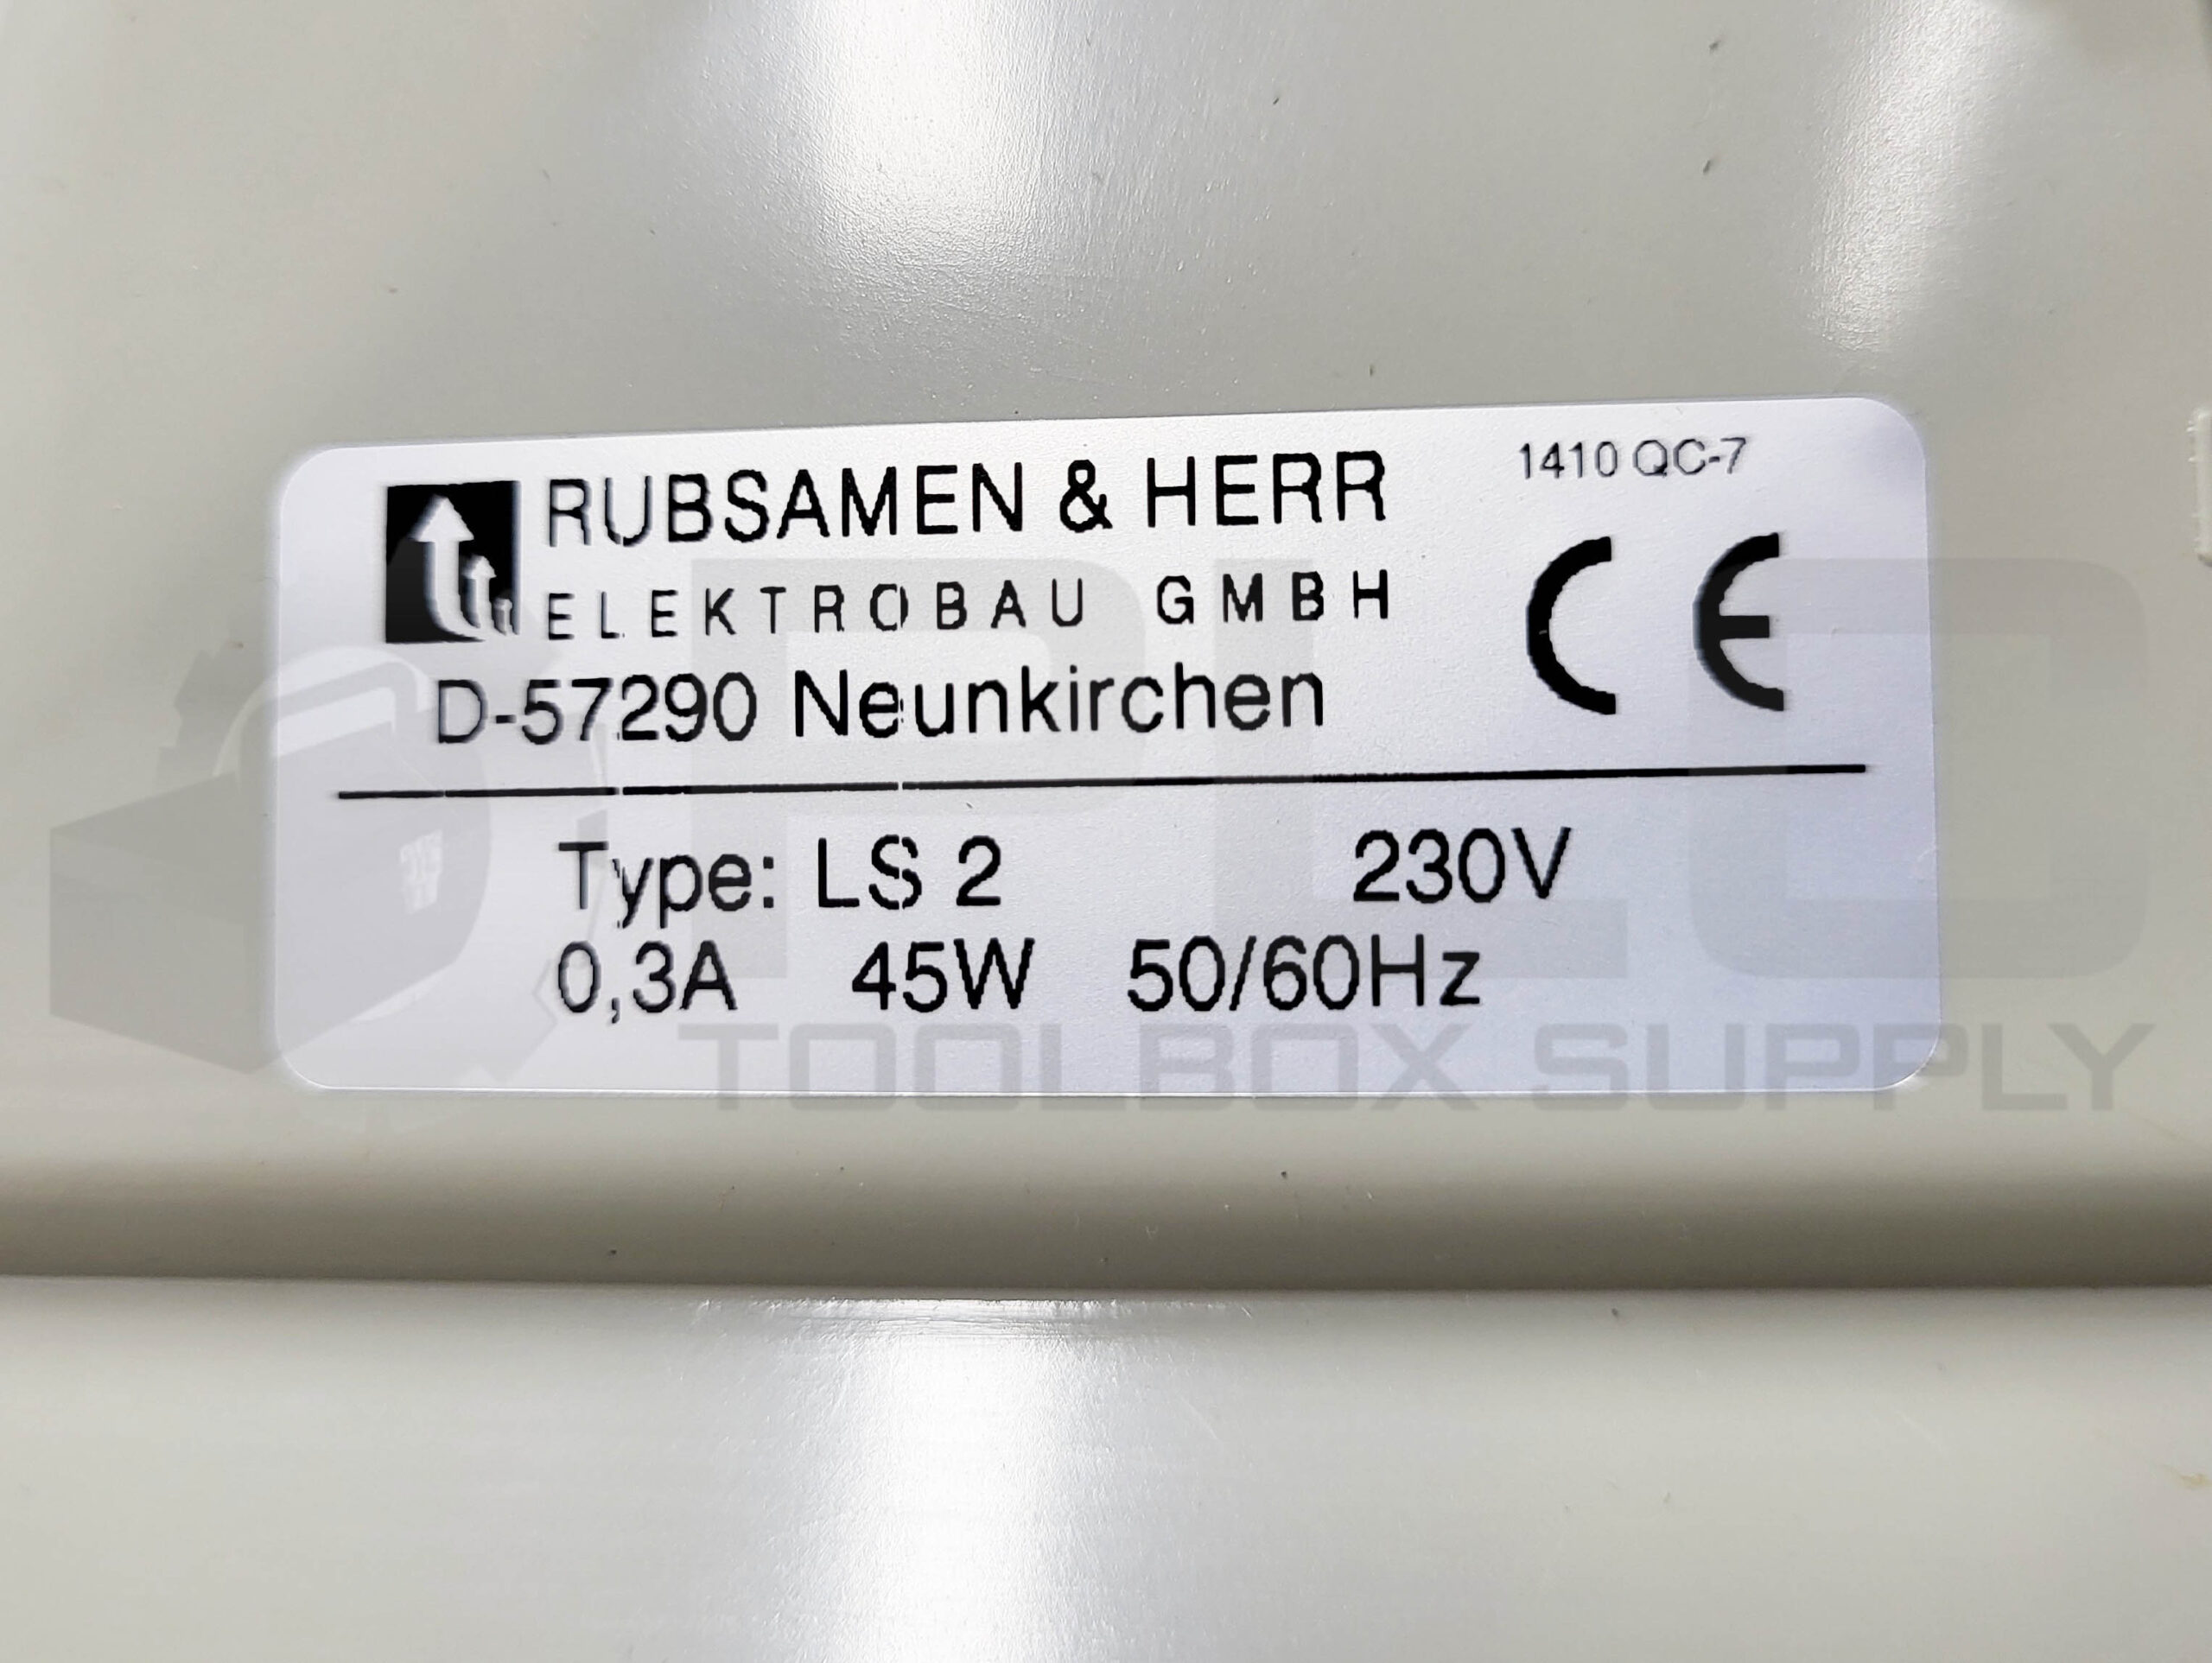 RUBSAMEN & HERR
1410 QC-7
ELEKTROBAU GMBH
CE
D-57290 Neunkirchen
Type: LS 2 230V
0,3A 45W 50/60Hz
PLC
TOOLBOX SUPPLY